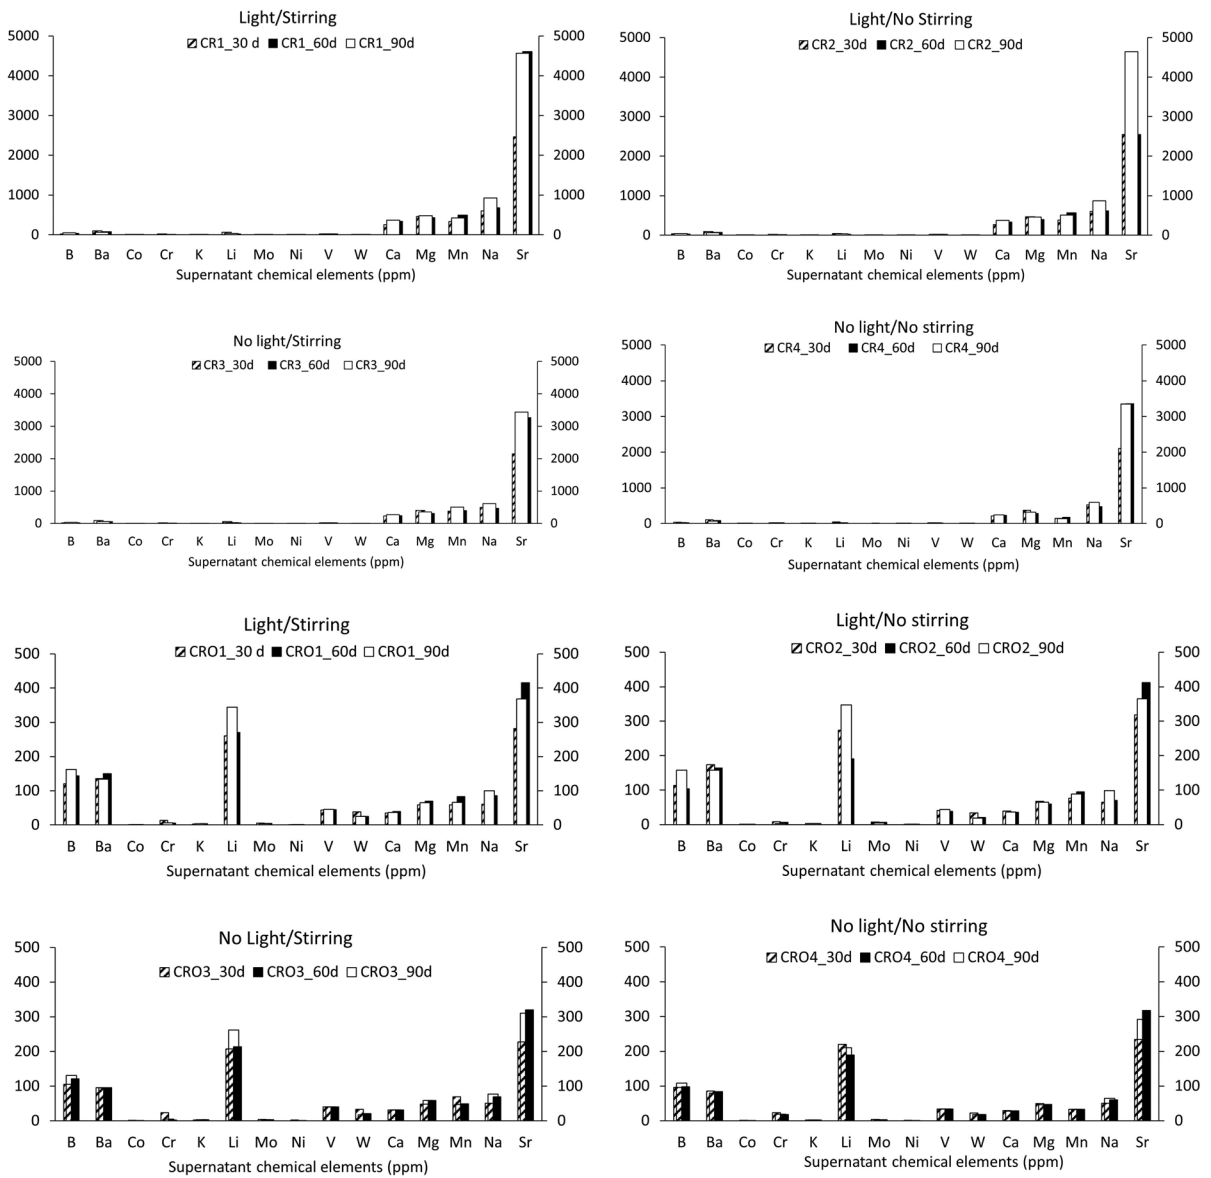 Light/Stirring
CR1_30 d CR1_60d CR1_90d
5000 5000
4000 4000
3000 3000
2000 2000
1000 1000
0 0
B Ba Co Cr K Li Mo Ni V W Ca Mg Mn Na Sr
Supernatant chemical elements (ppm)
Light/No Stirring
CR2_30d CR2_60d CR2_90d
5000 5000
4000 4000
3000 3000
2000 2000
1000 1000
0 0
B Ba Co Cr K Li Mo Ni V W Ca Mg Mn Na Sr
Supernatant chemical elements (ppm)
No light/Stirring
CR3_30d CR3_60d CR3_90d
5000 5000
4000 4000
3000 3000
2000 2000
1000 1000
0 0
B Ba Co Cr K Li Mo Ni V W Ca Mg Mn Na Sr
Supernatant chemical elements (ppm)
No light/No stirring
CR4_30d CR4_60d CR4_90d
5000 5000
4000 4000
3000 3000
2000 2000
1000 1000
0 0
B Ba Co Cr K Li Mo Ni V W Ca Mg Mn Na Sr
Supernatant chemical elements (ppm)
Light/Stirring
CRO1_30 d CRO1_60d CRO1_90d
500 500
400 400
300 300
200 200
100 100
0 0
B Ba Co Cr K Li Mo Ni V W Ca Mg Mn Na Sr
Supernatant chemical elements (ppm)
Light/No stirring
CRO2_30d CRO2_60d CRO2_90d
500 500
400 400
300 300
200 200
100 100
0 0
B Ba Co Cr K Li Mo Ni V W Ca Mg Mn Na Sr
Supernatant chemical elements (ppm)
No Light/Stirring
CRO3_30d CRO3_60d CRO3_90d
500 500
400 400
300 300
200 200
100 100
0 0
B Ba Co Cr K Li Mo Ni V W Ca Mg Mn Na Sr
Supernatant chemical elements (ppm)
No light/No stirring
CRO4_30d CRO4_60d CRO4_90d
500 500
400 400
300 300
200 200
100 100
0 0
B Ba Co Cr K Li Mo Ni V W Ca Mg Mn Na Sr
Supernatant chemical elements (ppm)